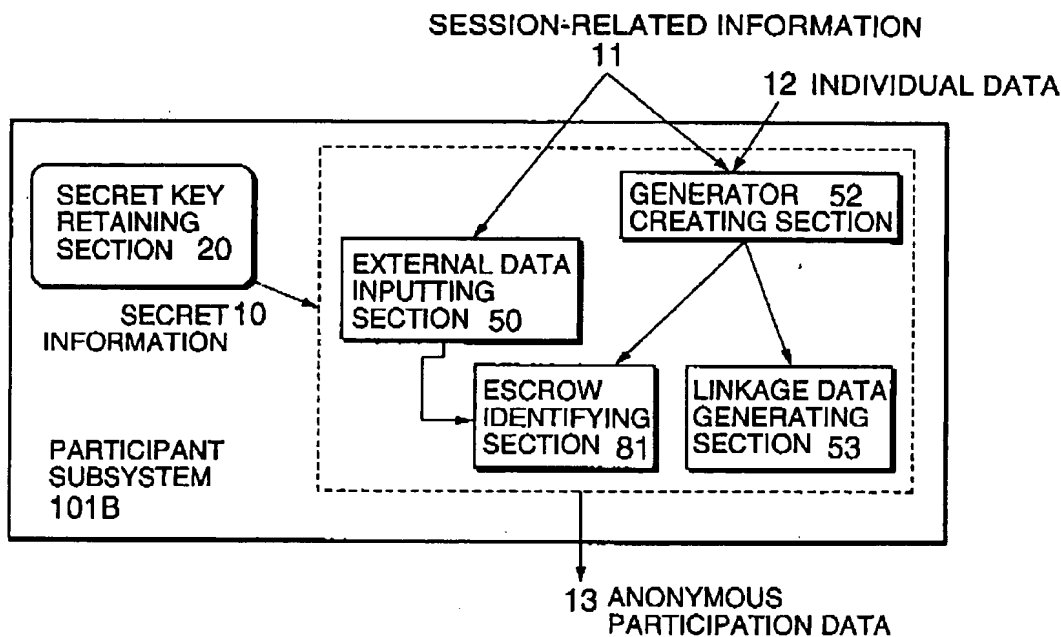 SESSION-RELATED INFORMATION
11
12 INDIVIDUAL DATA
SECRET KEY
RETAINING
SECTION 20
GENERATOR 52
CREATING SECTION
EXTERNAL DATA
INPUTTING
SECTION 50
SECRET 10
INFORMATION
ESCROW
IDENTIFYING
SECTION 81
LINKAGE DATA
GENERATING
SECTION 53
PARTICIPANT
SUBSYSTEM
101B
13 ANONYMOUS
PARTICIPATION DATA